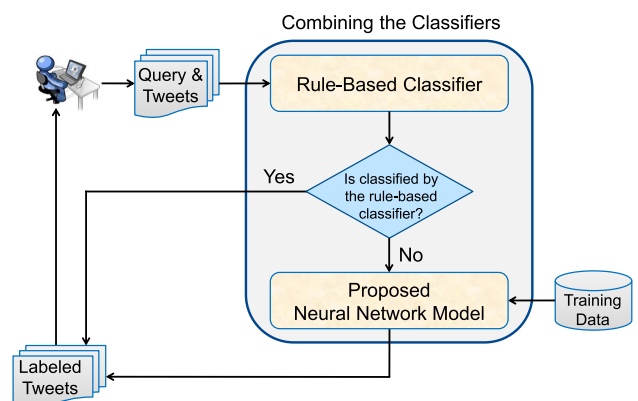 Combining the Classifiers
Query &
Tweets
Rule-Based Classifier
Yes
Is classified by
the rule-based
classifier?
No
Proposed
Neural Network Model
Training
Data
Labeled
Tweets